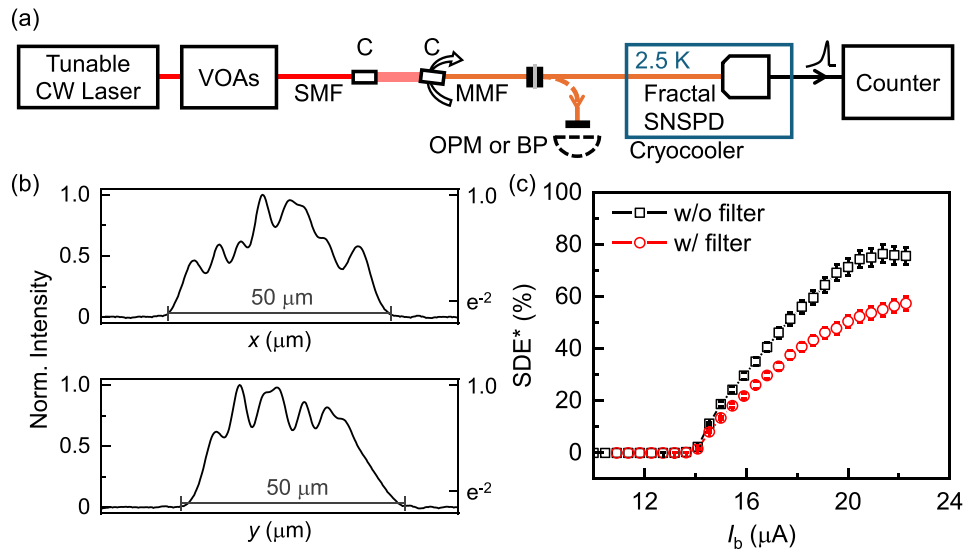 (a)
Tunable
CW Laser
VOAs
C
C
SMF
MMF
OPM or BP
2.5 K
Fractal
SNSPD
Cryocooler
Counter
(b)
Norm. Intensity
1.0
0.5
0
50 μm
1.0
e-2
x (μm)
1.0
0.5
0
50 μm
1.0
e-2
y (μm)
(c)
SDE* (%)
100
80
60
40
20
0
w/o filter
w/ filter
12
16
20
24
Ib (μA)